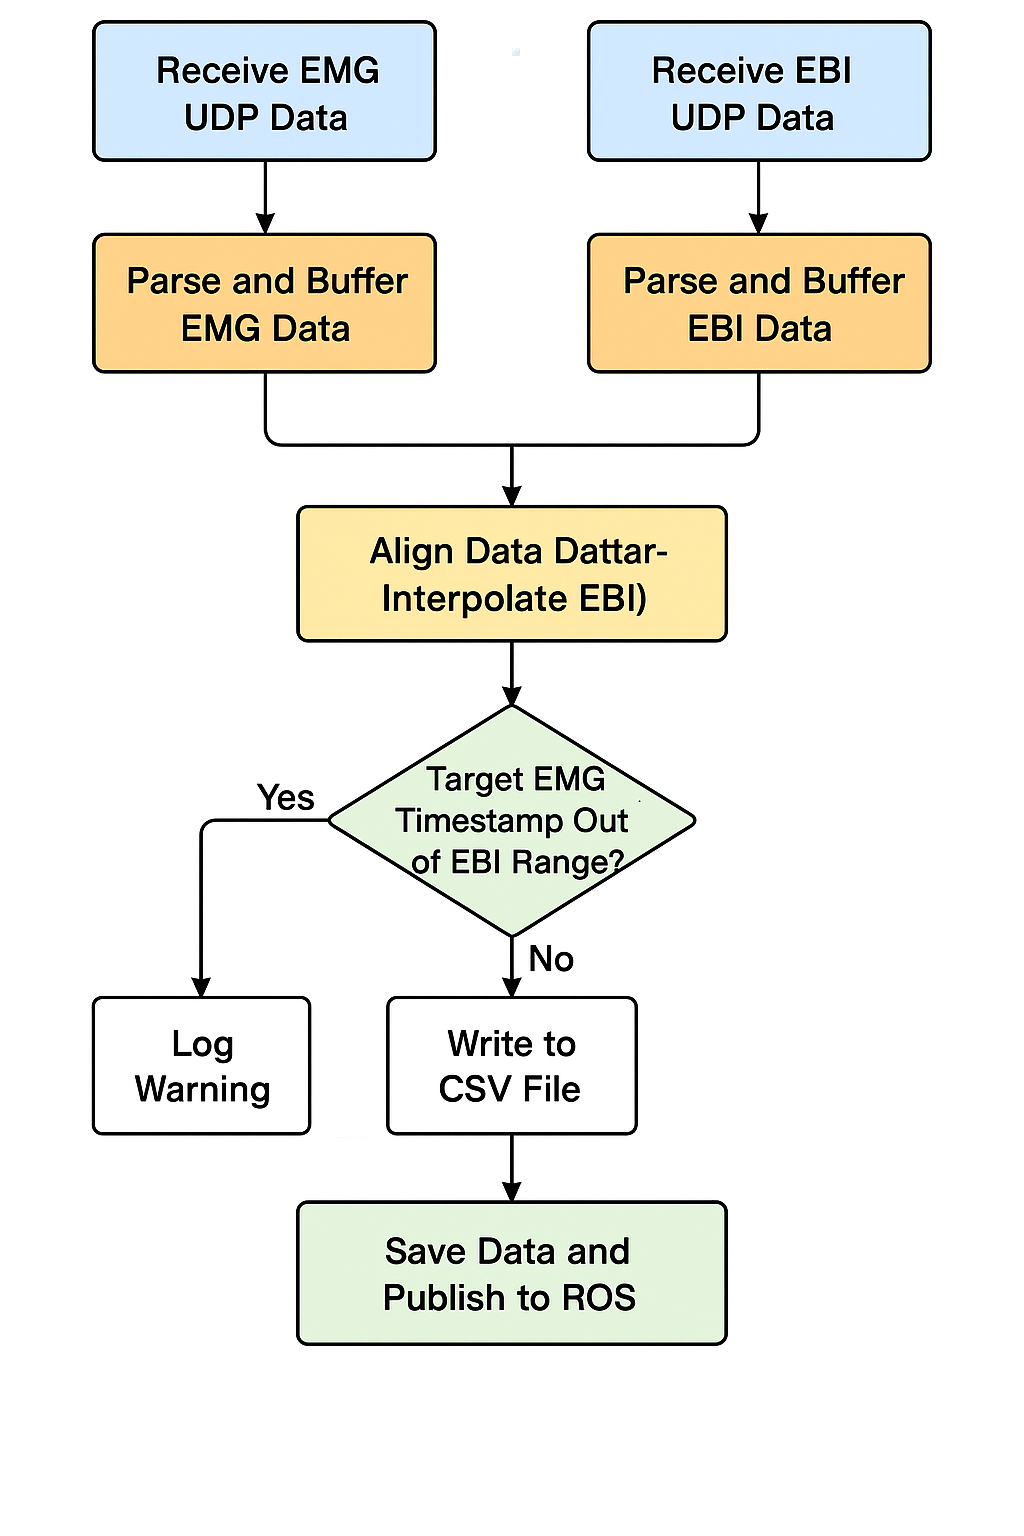 Receive EMG
UDP Data
Receive EBI
UDP Data
Parse and Buffer
EMG Data
Parse and Buffer
EBI Data
Align Data Dattar-
Interpolate EBI)
Target EMG
Timestamp Out
of EBI Range?
Yes
No
Log
Warning
Write to
CSV File
Save Data and
Publish to ROS